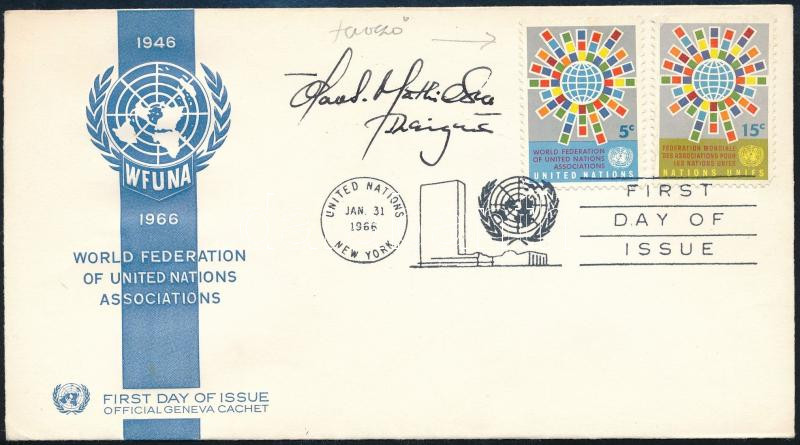 1946
WFUNA
1966
WORLD FEDERATION
OF UNITED NATIONS
ASSOCIATIONS
FIRST DAY OF ISSUE
OFFICIAL GENEVA CACHET
Designer
5c
WORLD FEDERATION
OF UNITED NATIONS
ASSOCIATIONS
UNITED NATIONS
15c
FEDERATION MONDIALE
DES ASSOCIATIONS POUR
LES NATIONS UNIES
NATIONS UNIES
UNITED NATIONS
JAN. 31
1966
NEW YORK
FIRST
DAY OF
ISSUE